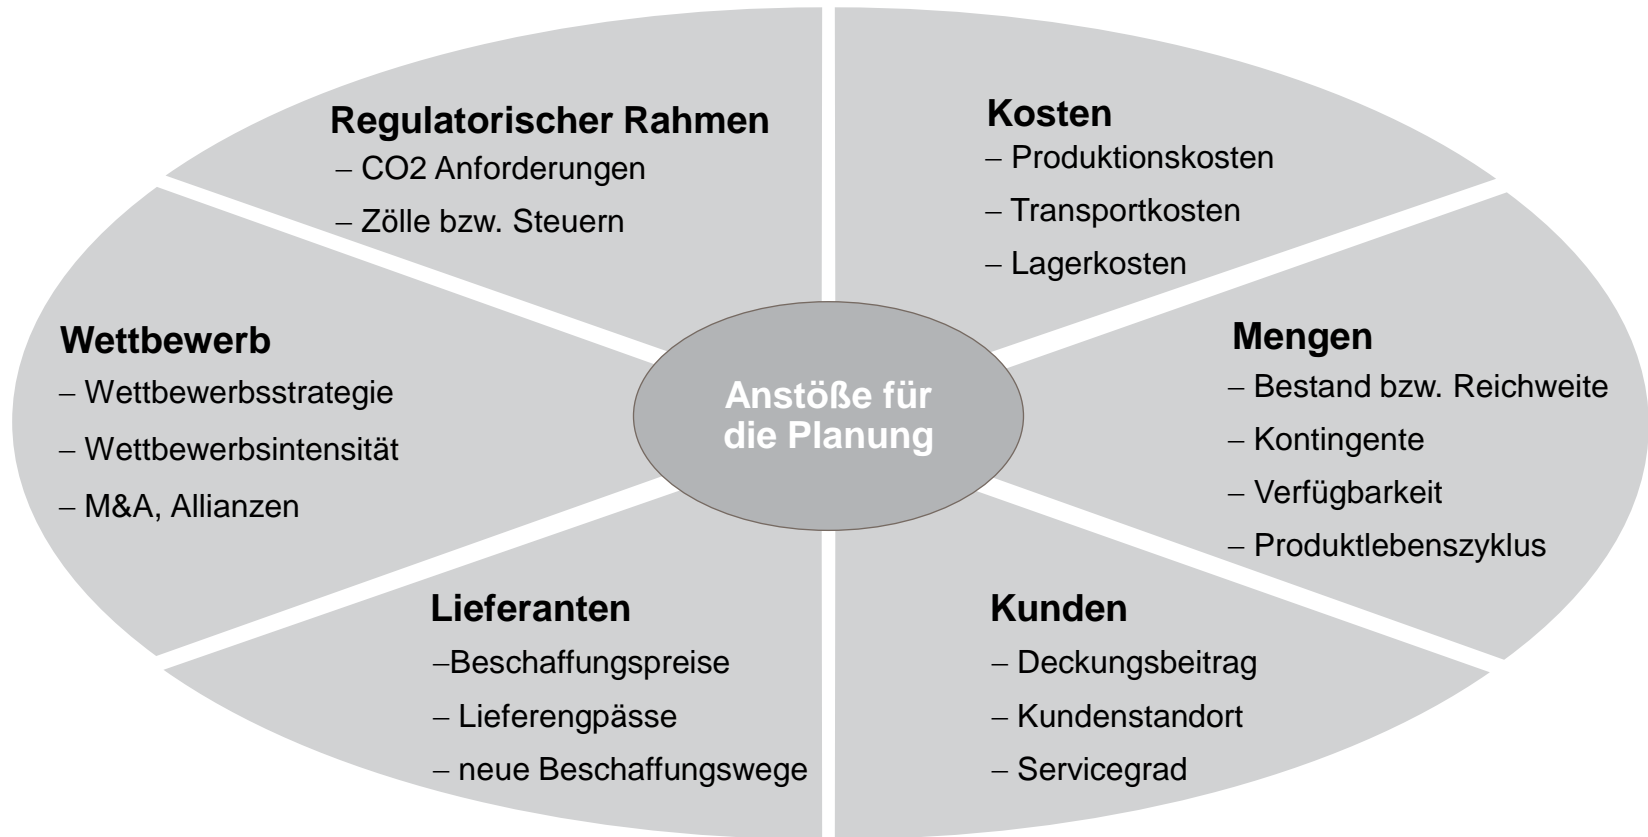 Regulatorischer Rahmen
– CO2 Anforderungen
– Zölle bzw. Steuern
Kosten
– Produktionskosten
– Transportkosten
– Lagerkosten
Wettbewerb
– Wettbewerbsstrategie
– Wettbewerbsintensität
– M&A, Allianzen
Anstöße für
die Planung
Mengen
– Bestand bzw. Reichweite
– Kontingente
– Verfügbarkeit
– Produktlebenszyklus
Lieferanten
–Beschaffungspreise
– Lieferengpässe
– neue Beschaffungswege
Kunden
– Deckungsbeitrag
– Kundenstandort
– Servicegrad